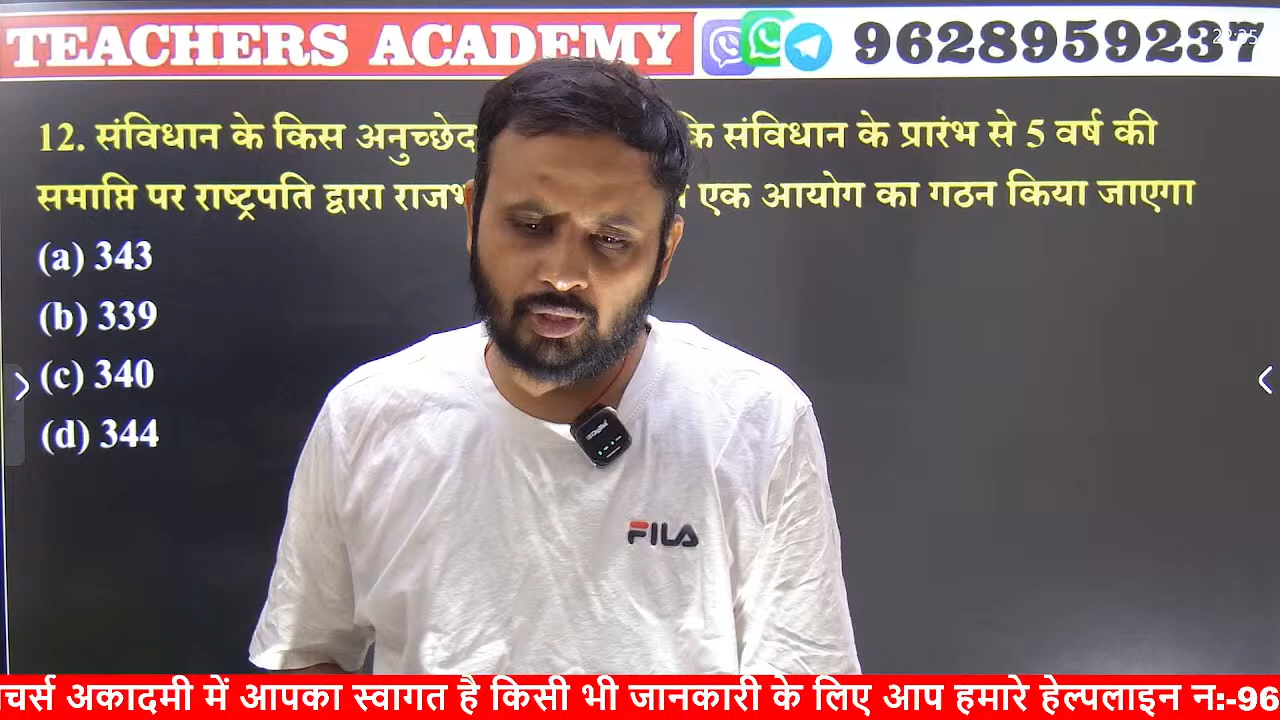 TEACHERS ACADEMY 9628959237
12. संविधान के किस अनुच्छेद संविधान के प्रारंभ से 5 वर्ष की
समाप्ति पर राष्ट्रपति द्वारा एक आयोग का गठन किया जाएगा
(a) 343
(b) 339
(c) 340
(d) 344
FILA
अकादमी में आपका स्वागत है किसी भी जानकारी के लिए आप हमारे हेल्पलाइन न:-96